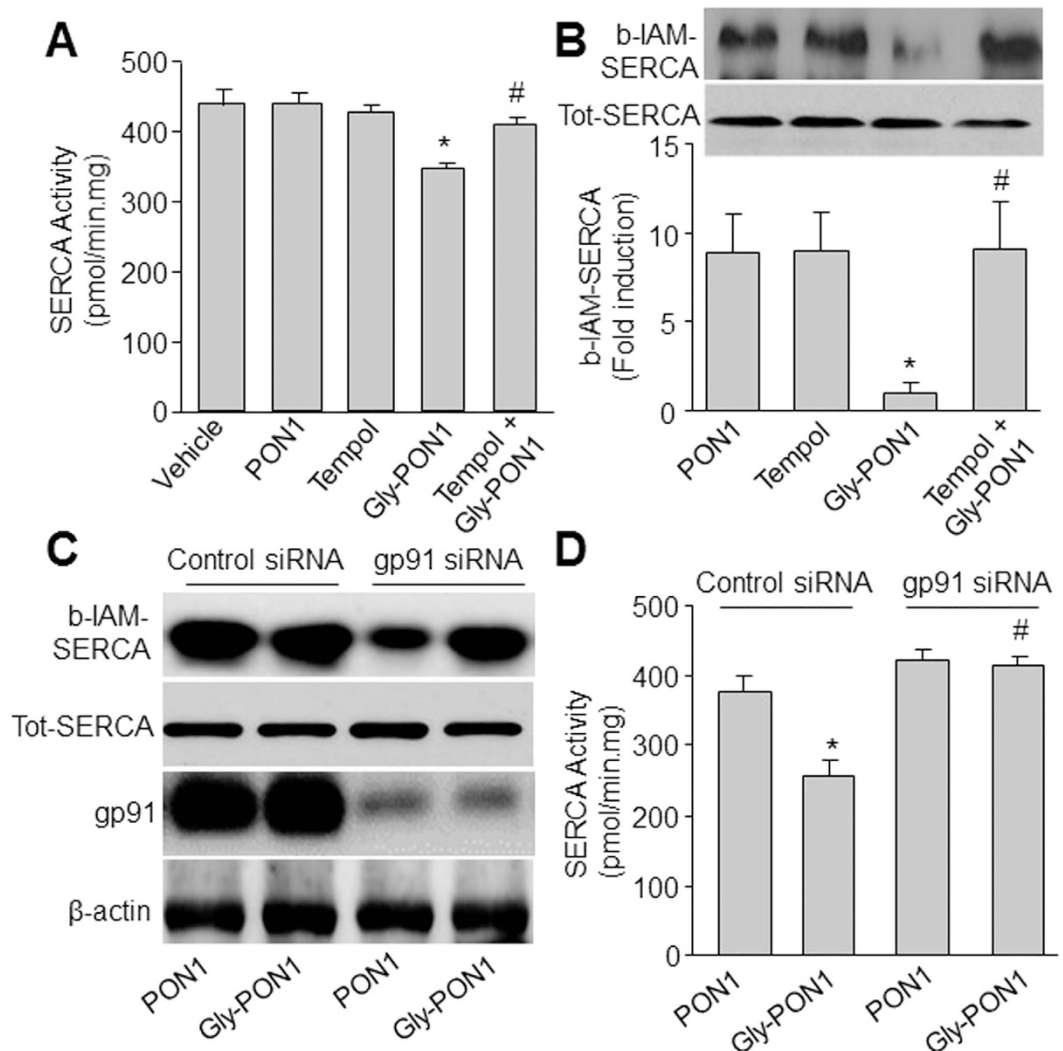 A
500
400
300
400
200
100
0
SERCA Activity
(pmol/min.mg)
*
#
Vehicle
PON1
Tempol
Gly-PON1
Tempol +
Gly-PON1
B
b-IAM-
SERCA
Tot-SERCA
15
10
5
0
b-IAM-SERCA
(Fold induction)
*
#
PON1
Tempol
Gly-PON1
Tempol +
Gly-PON1
C
Control siRNA
gp91 siRNA
b-IAM-
SERCA
Tot-SERCA
gp91
β-actin
PON1
Gly-PON1
PON1
Gly-PON1
D
Control siRNA
gp91 siRNA
500
400
300
200
100
0
SERCA Activity
(pmol/min.mg)
*
#
PON1
Gly-PON1
PON1
Gly-PON1